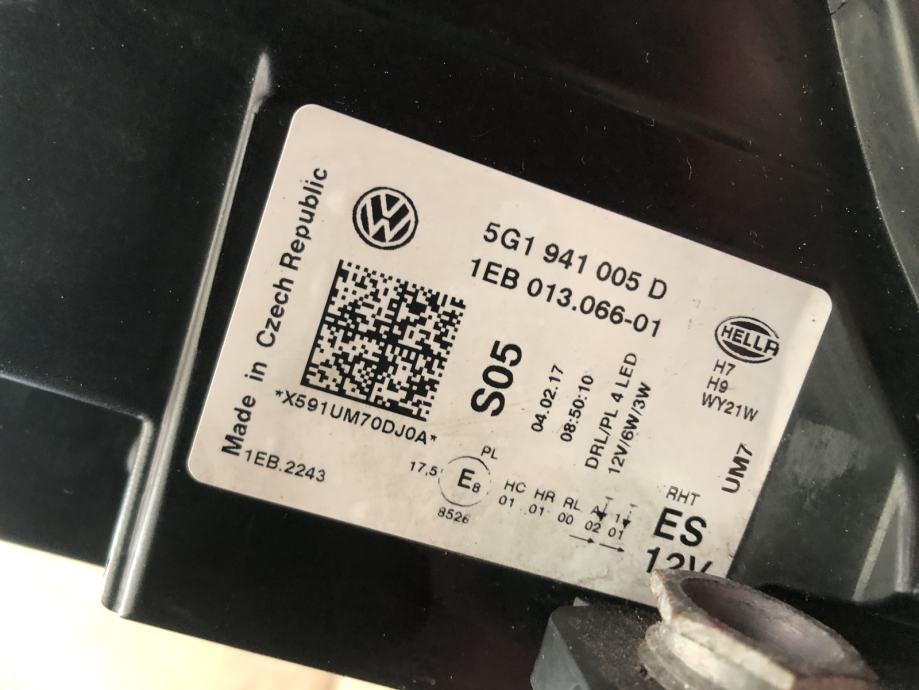 Made in Czech Republic
5G1 941 005 D
1EB 013.066-01
HELLA
H7
H9
WY21W
*X591UM70DJ0A*
S05
04.02.17
08:50:10
DRL/PL 4 LED
12V/6W/3W
UM7
1EB.2243
17,5
PL
E8
8526
HC HR RL A 1
01 01 00 02 01
RHT
ES
12V